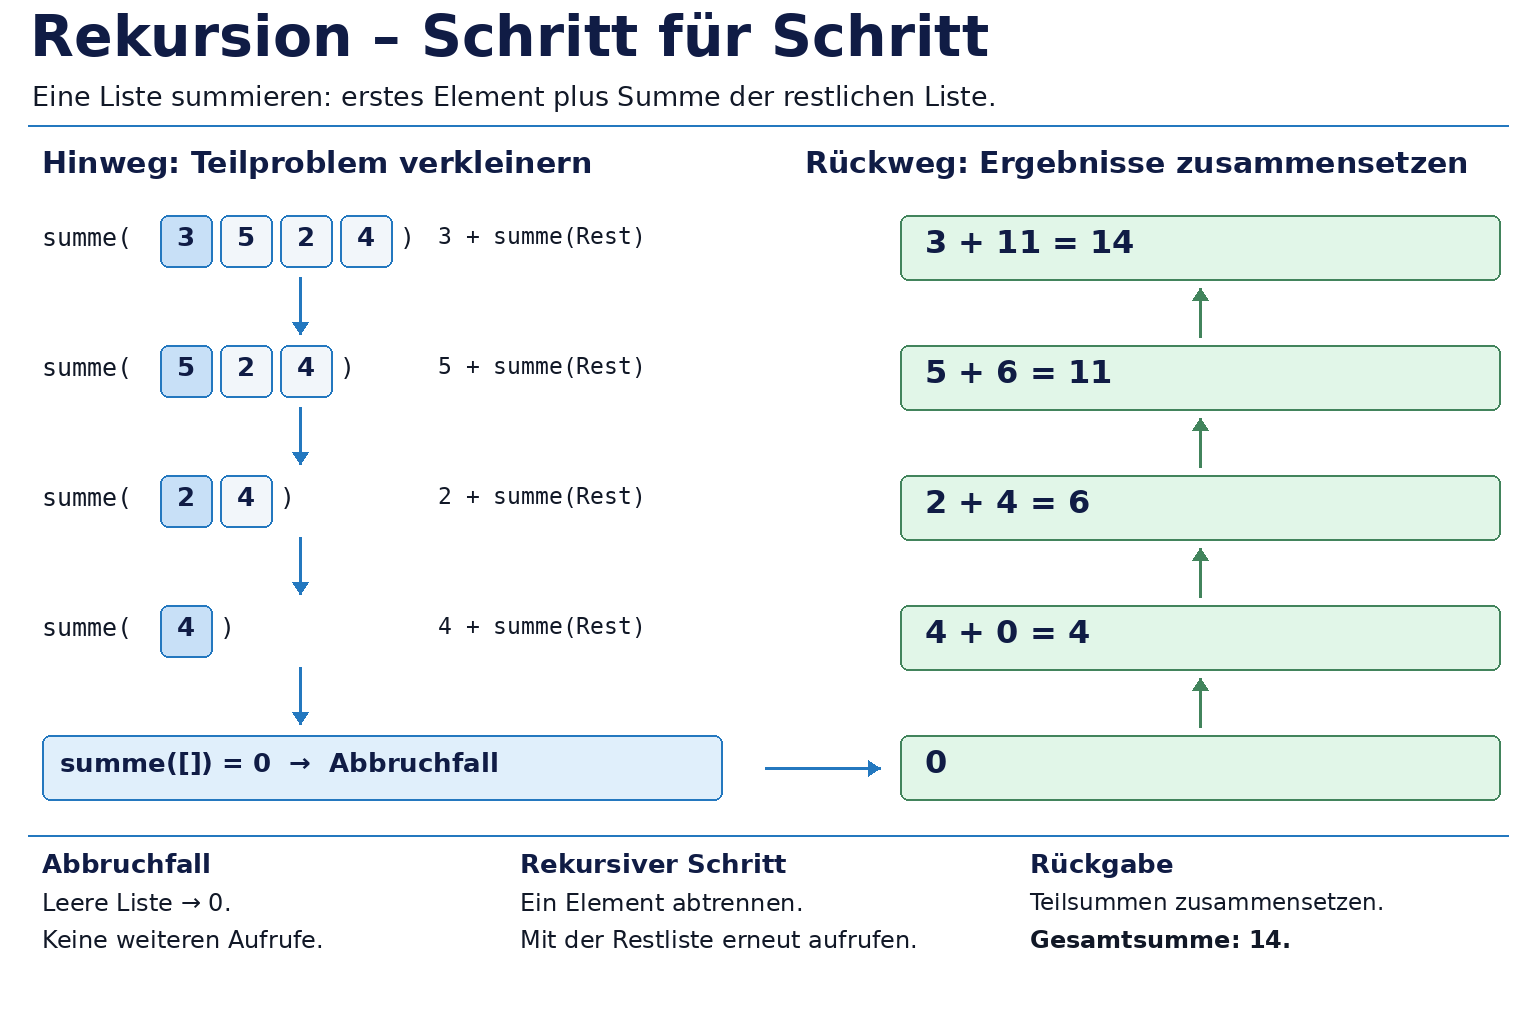 Rekursion – Schritt für Schritt
Eine Liste summieren: erstes Element plus Summe der restlichen Liste.
Hinweg: Teilproblem verkleinern
summe( 3 5 2 4 ) 3 + summe(Rest)
summe( 5 2 4 ) 5 + summe(Rest)
summe( 2 4 ) 2 + summe(Rest)
summe( 4 ) 4 + summe(Rest)
summe([]) = 0 → Abbruchfall
Rückweg: Ergebnisse zusammensetzen
3 + 11 = 14
5 + 6 = 11
2 + 4 = 6
4 + 0 = 4
0
Abbruchfall
Leere Liste → 0.
Keine weiteren Aufrufe.
Rekursiver Schritt
Ein Element abtrennen.
Mit der Restliste erneut aufrufen.
Rückgabe
Teilsummen zusammensetzen.
Gesamtsumme: 14.